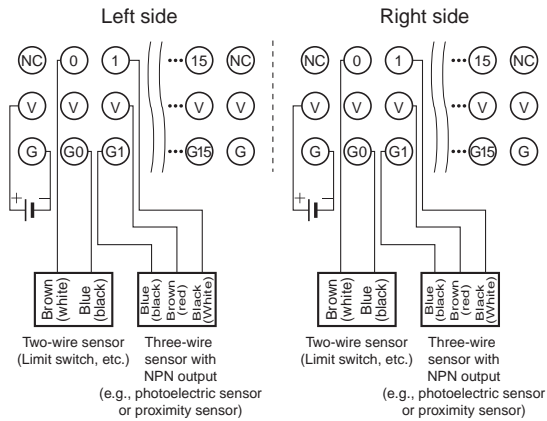 Left side Right side
NC 0 1 ••• 15 NC NC 0 1 ••• 15 NC
V V V ••• V V V V V ••• V V
G G0 G1 ••• G15 G G G0 G1 ••• G15 G
+ − + −
Brown (white) Blue (black) Blue (black) Brown (red) Black (White) Brown (white) Blue (black) Blue (black) Brown (red) Black (White)
Two-wire sensor Three-wire Two-wire sensor Three-wire
(Limit switch, etc.) sensor with (Limit switch, etc.) sensor with
NPN output NPN output
(e.g., photoelectric sensor (e.g., photoelectric sensor
or proximity sensor) or proximity sensor)